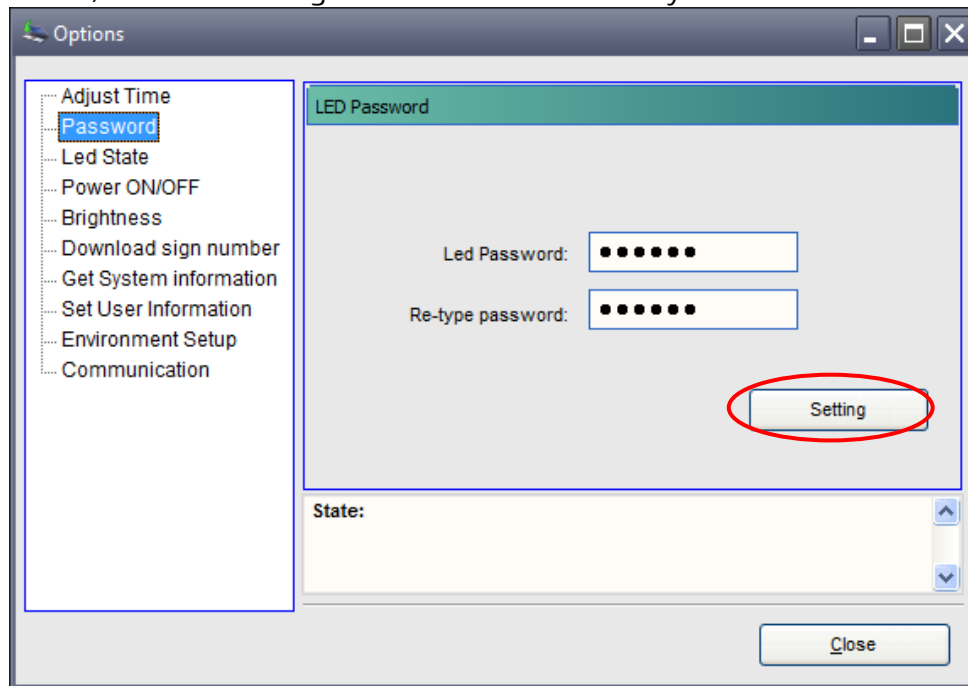 Options
Adjust Time
Password
Led State
Power ON/OFF
Brightness
Download sign number
Get System information
Set User Information
Environment Setup
Communication
LED Password
Led Password: ●●●●●●
Re-type password: ●●●●●●
Setting
State:
Close